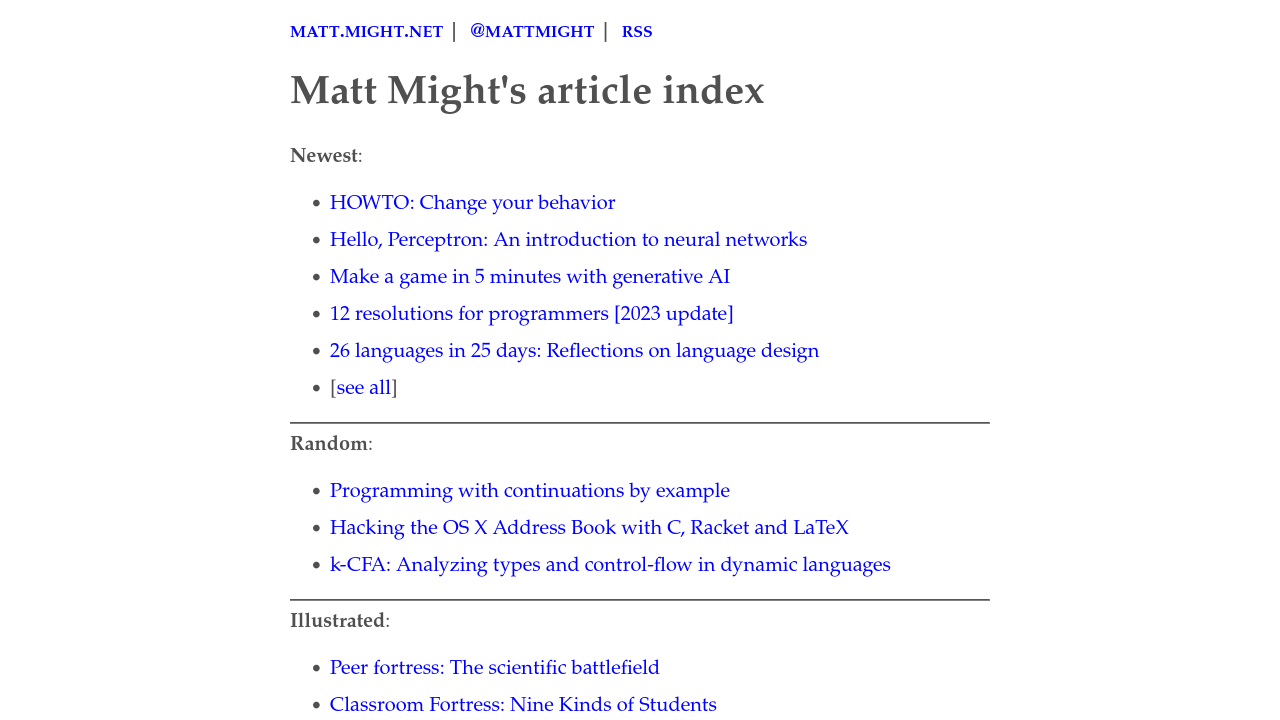 MATT.MIGHT.NET | @MATTMIGHT | RSS
Matt Might's article index
Newest:
• HOWTO: Change your behavior
• Hello, Perceptron: An introduction to neural networks
• Make a game in 5 minutes with generative AI
• 12 resolutions for programmers [2023 update]
• 26 languages in 25 days: Reflections on language design
• [see all]
Random:
• Programming with continuations by example
• Hacking the OS X Address Book with C, Racket and LaTeX
• k-CFA: Analyzing types and control-flow in dynamic languages
Illustrated:
• Peer fortress: The scientific battlefield
• Classroom Fortress: Nine Kinds of Students